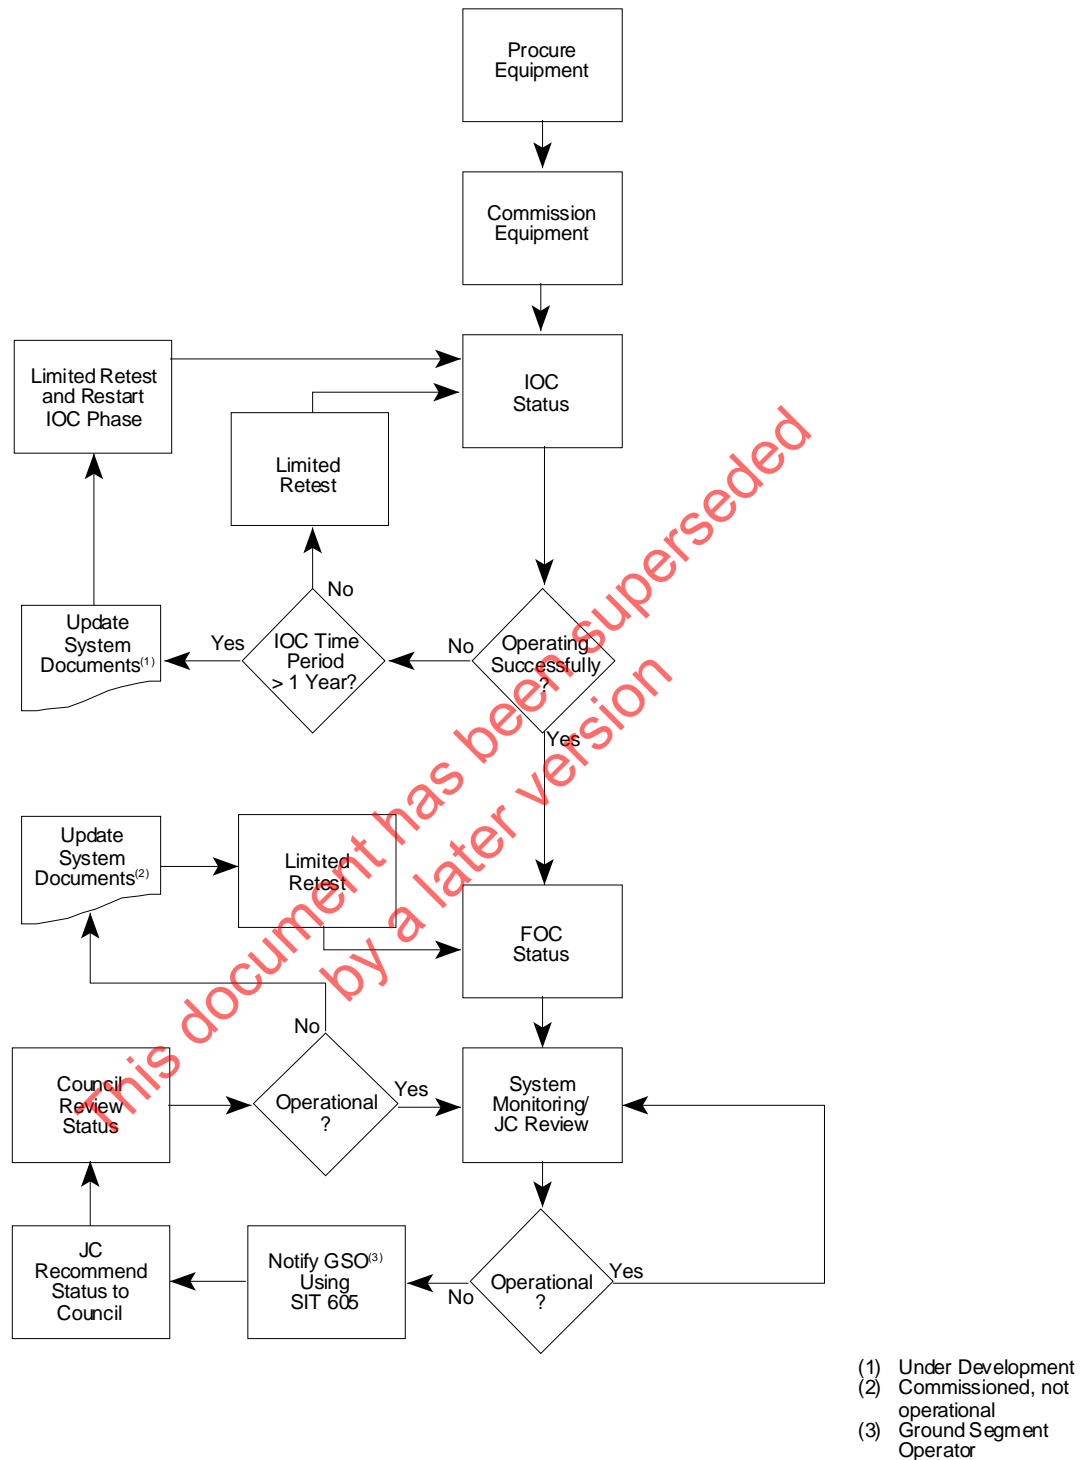 Procure
Equipment
Commission
Equipment
IOC
Status
Limited Retest
and Restart
IOC Phase
Limited
Retest
No
Update
System
Documents(1)
Yes
IOC Time
Period
> 1 Year?
No
Operating
Successfully
?
Yes
Update
System
Documents(2)
Limited
Retest
FOC
Status
No
Council
Review
Status
Operational
?
Yes
System
Monitoring/
JC Review
JC
Recommend
Status to
Council
Notify GSO(3)
Using
SIT 605
No
Operational
?
Yes
(1) Under Development
(2) Commissioned, not
operational
(3) Ground Segment
Operator
This document has been superseded
by a later version